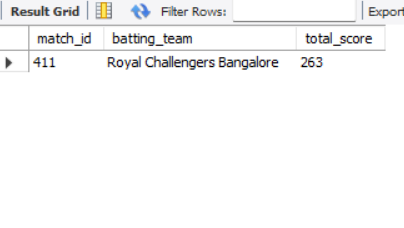 Result Grid Filter Rows: Export
match_id batting_team total_score
411 Royal Challengers Bangalore 263